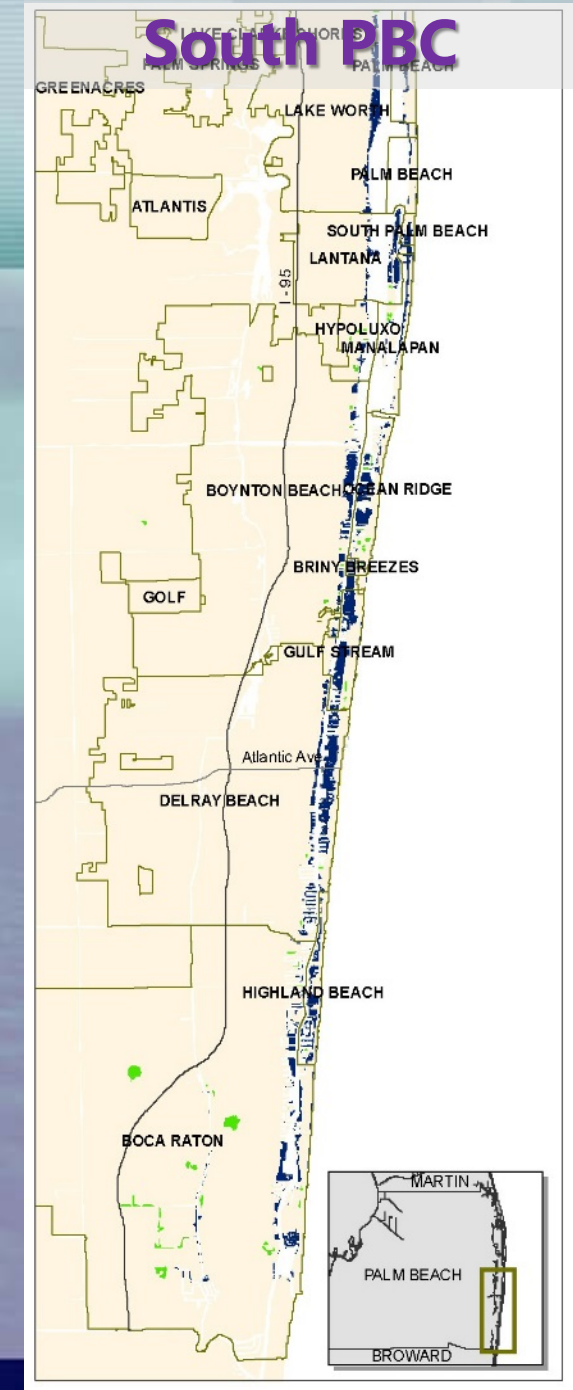 South PBC
LAKE CLARKE SHORES
PALM SPRINGS
PALM BEACH
GREENACRES
LAKE WORTH
PALM BEACH
ATLANTIS
SOUTH PALM BEACH
LANTANA
I-95
HYPOLUXO
MANALAPAN
BOYNTON BEACH
OCEAN RIDGE
BRINY BREEZES
GOLF
GULF STREAM
Atlantic Ave
DELRAY BEACH
HIGHLAND BEACH
BOCA RATON
MARTIN
PALM BEACH
BROWARD